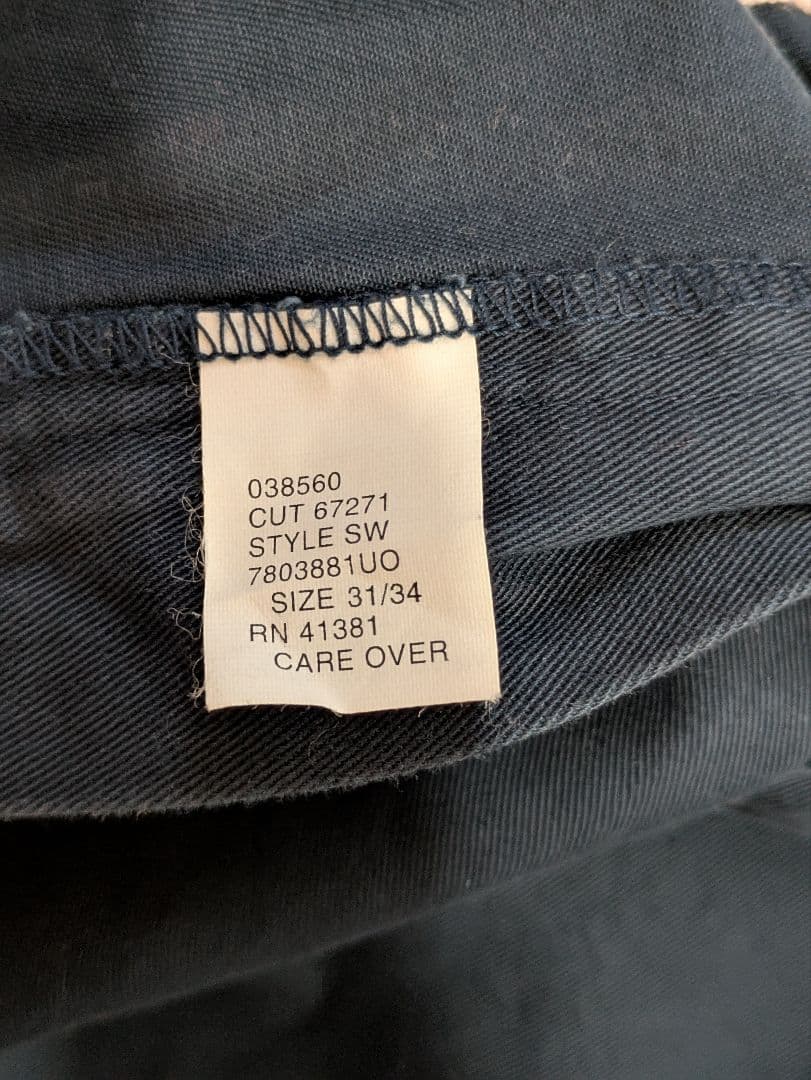 038560
CUT 67271
STYLE SW
7803881UO
SIZE 31/34
RN 41381
CARE OVER